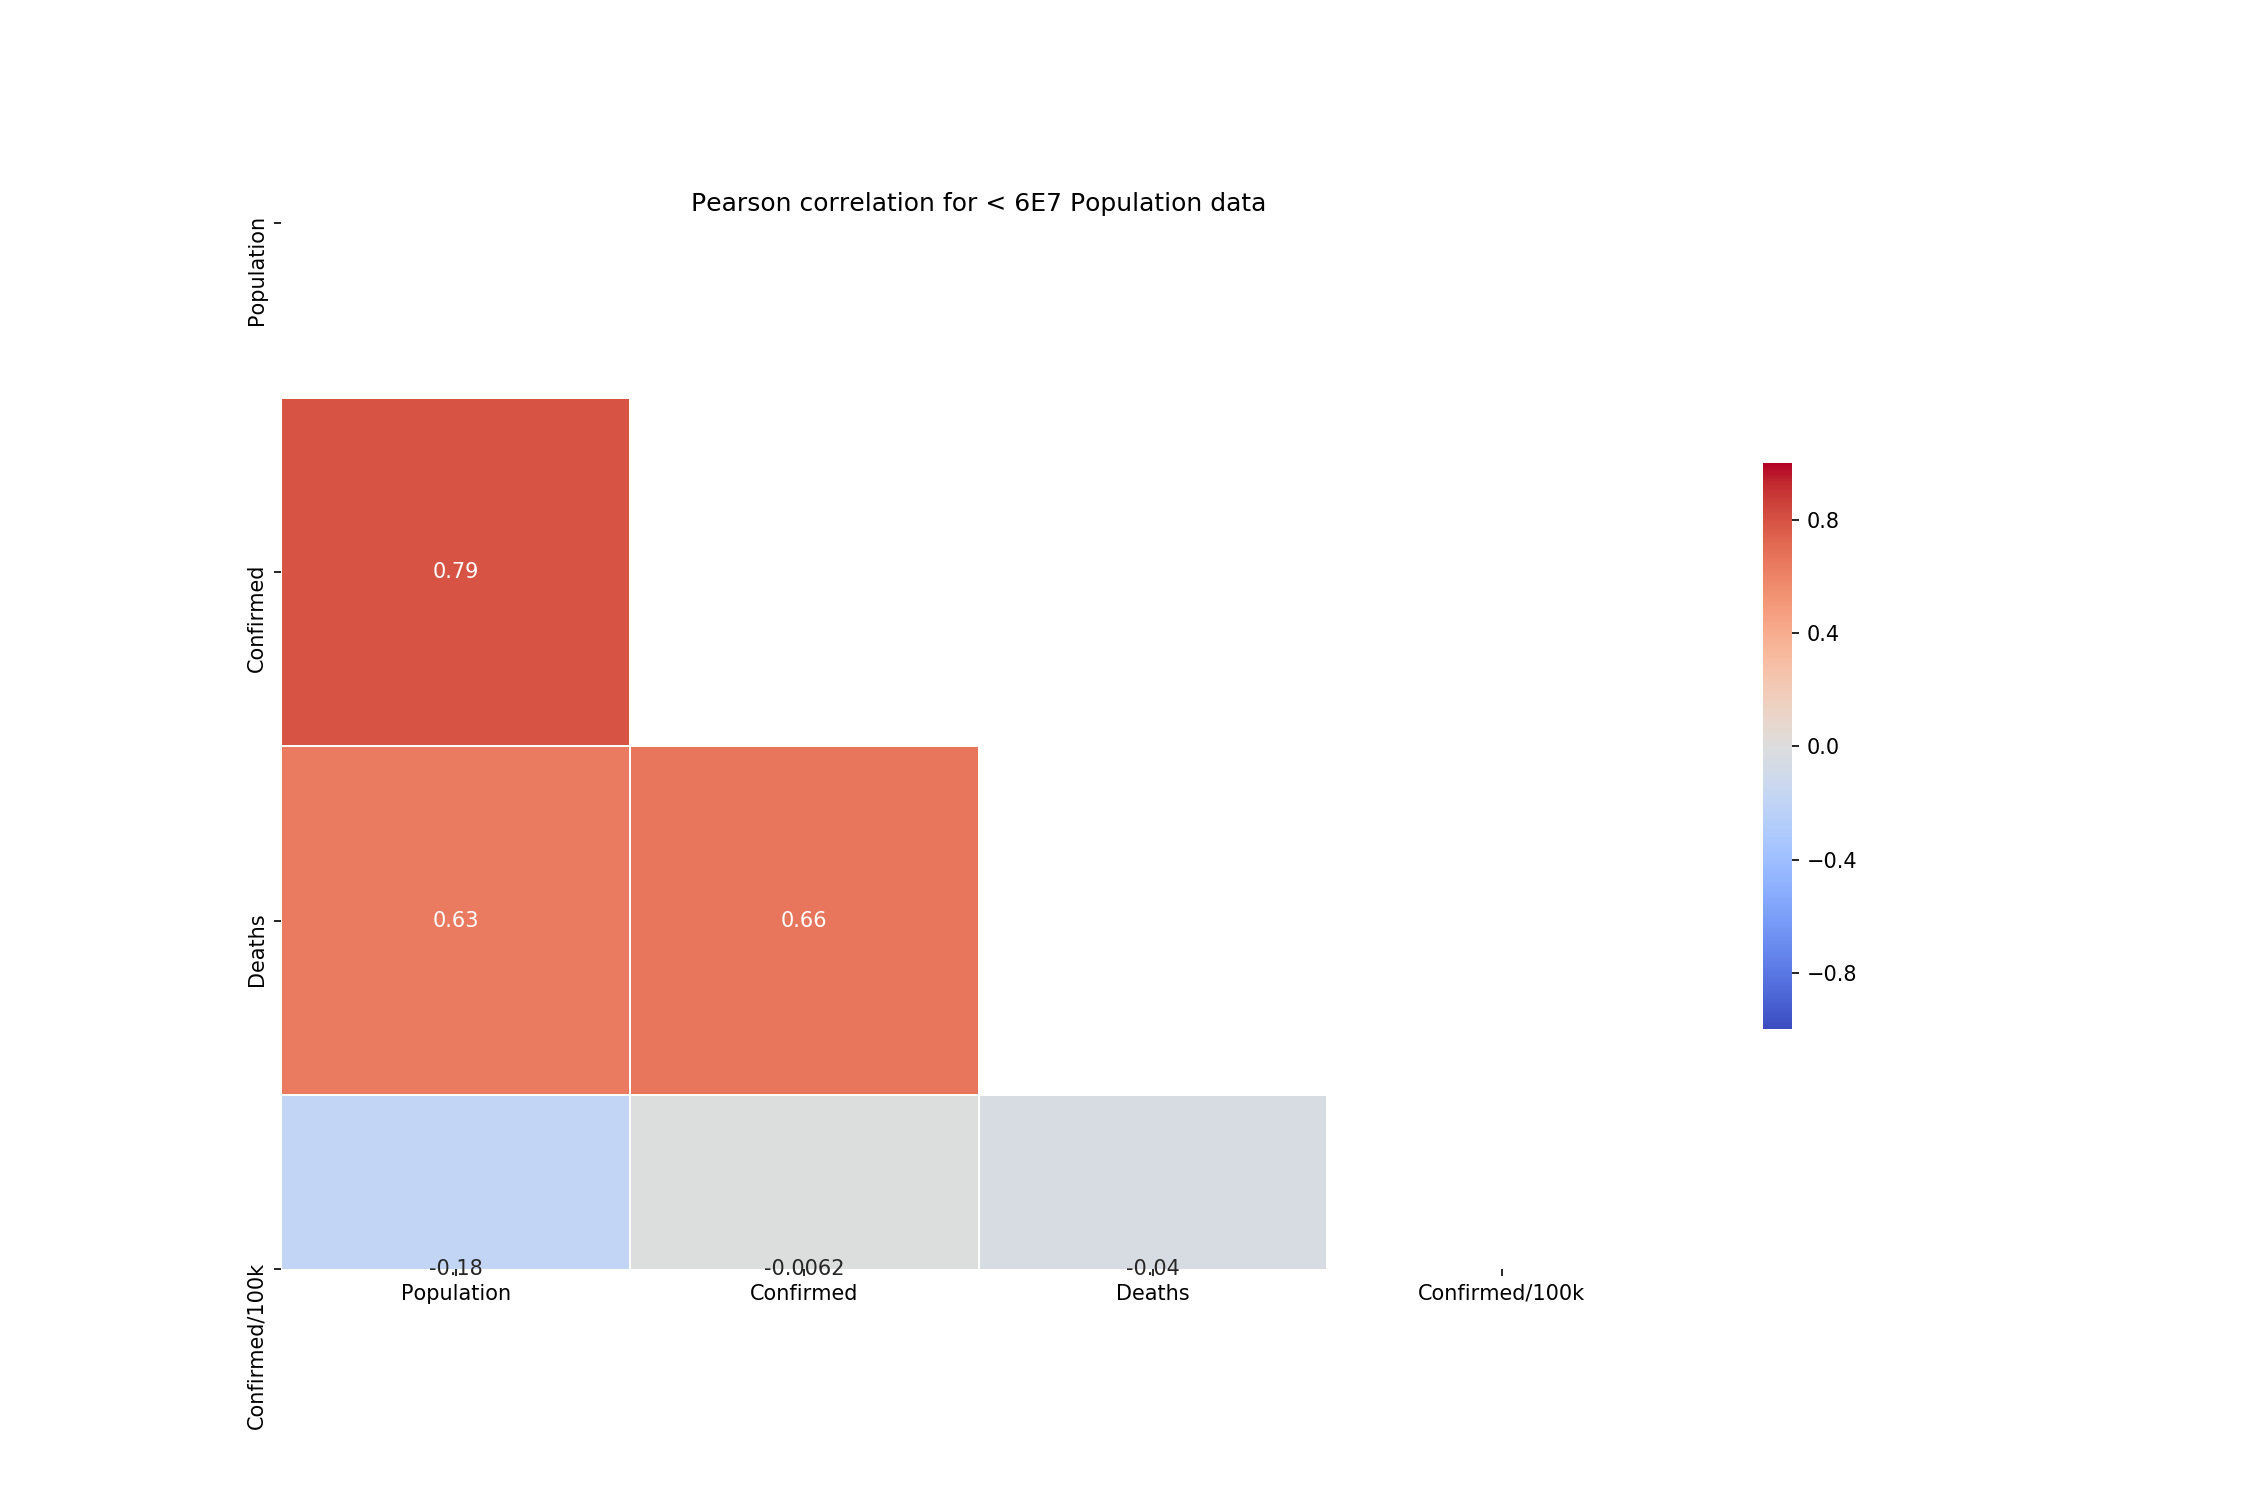 Pearson correlation for < 6E7 Population data
Population
Confirmed
0.79
Deaths
0.63
0.66
Confirmed/100k
-0.18
-0.0062
-0.04
Population
Confirmed
Deaths
Confirmed/100k
0.8
0.4
0.0
−0.4
−0.8